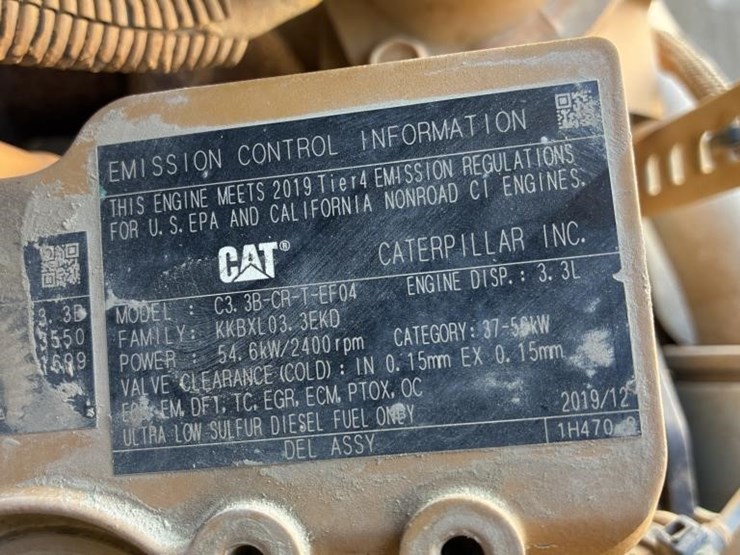 EMISSION CONTROL INFORMATION
THIS ENGINE MEETS 2019 Tier4 EMISSION REGULATIONS
FOR U.S.EPA AND CALIFORNIA NONROAD CI ENGINES.
CAT®
CATERPILLAR INC.
MODEL : C3.3B-CR-T-EF04
ENGINE DISP.: 3.3L
FAMILY: KKBXL03.3EKD
CATEGORY: 37-56kW
POWER : 54.6kW/2400rpm
VALVE CLEARANCE(COLD): IN 0.15mm EX 0.15mm
EM, DFI, TC, EGR, ECM, PTOX, OC
2019/12
ULTRA LOW SULFUR DIESEL FUEL ONLY
DEL ASSY
1H470
3.3B